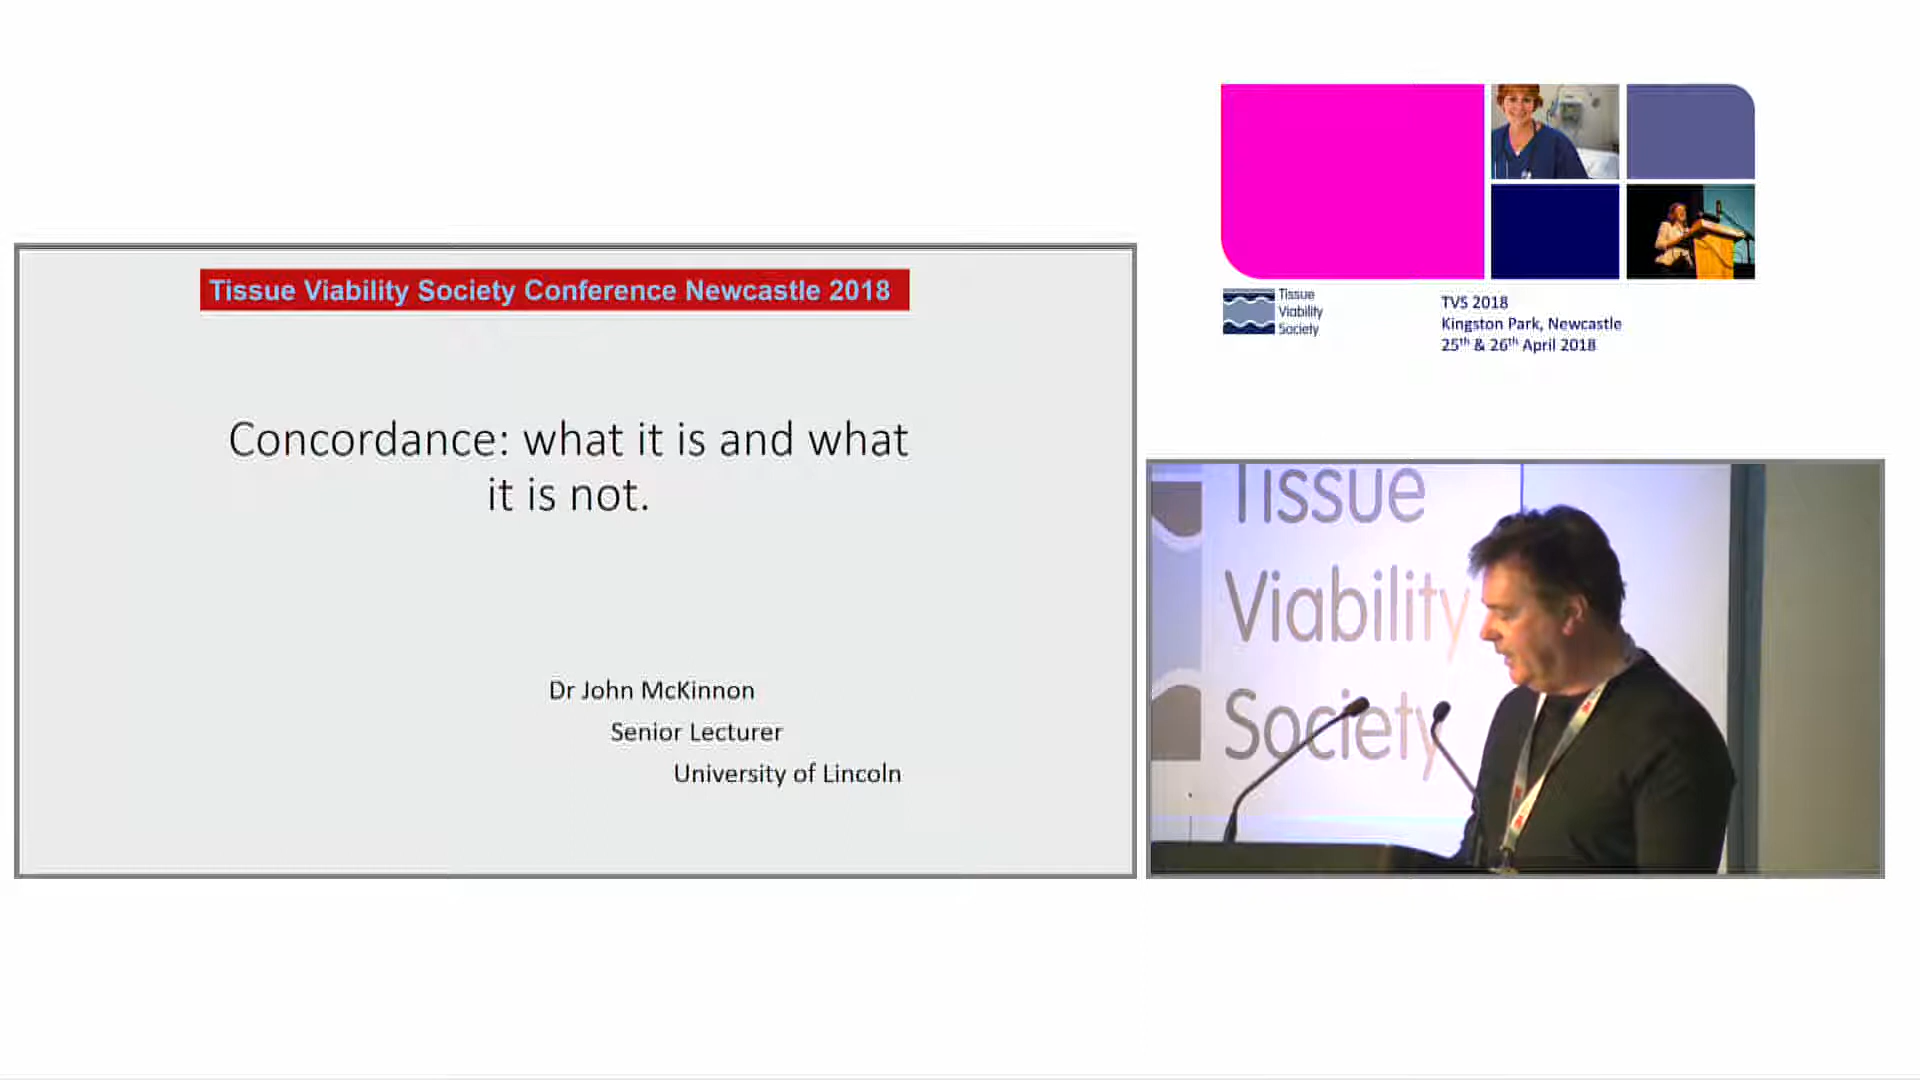 Tissue Viability Society Conference Newcastle 2018
Concordance: what it is and what
it is not.
Dr John McKinnon
Senior Lecturer
University of Lincoln
Tissue
Viability
Society
TVS 2018
Kingston Park, Newcastle
25th & 26th April 2018
Tissue
Viability
Society